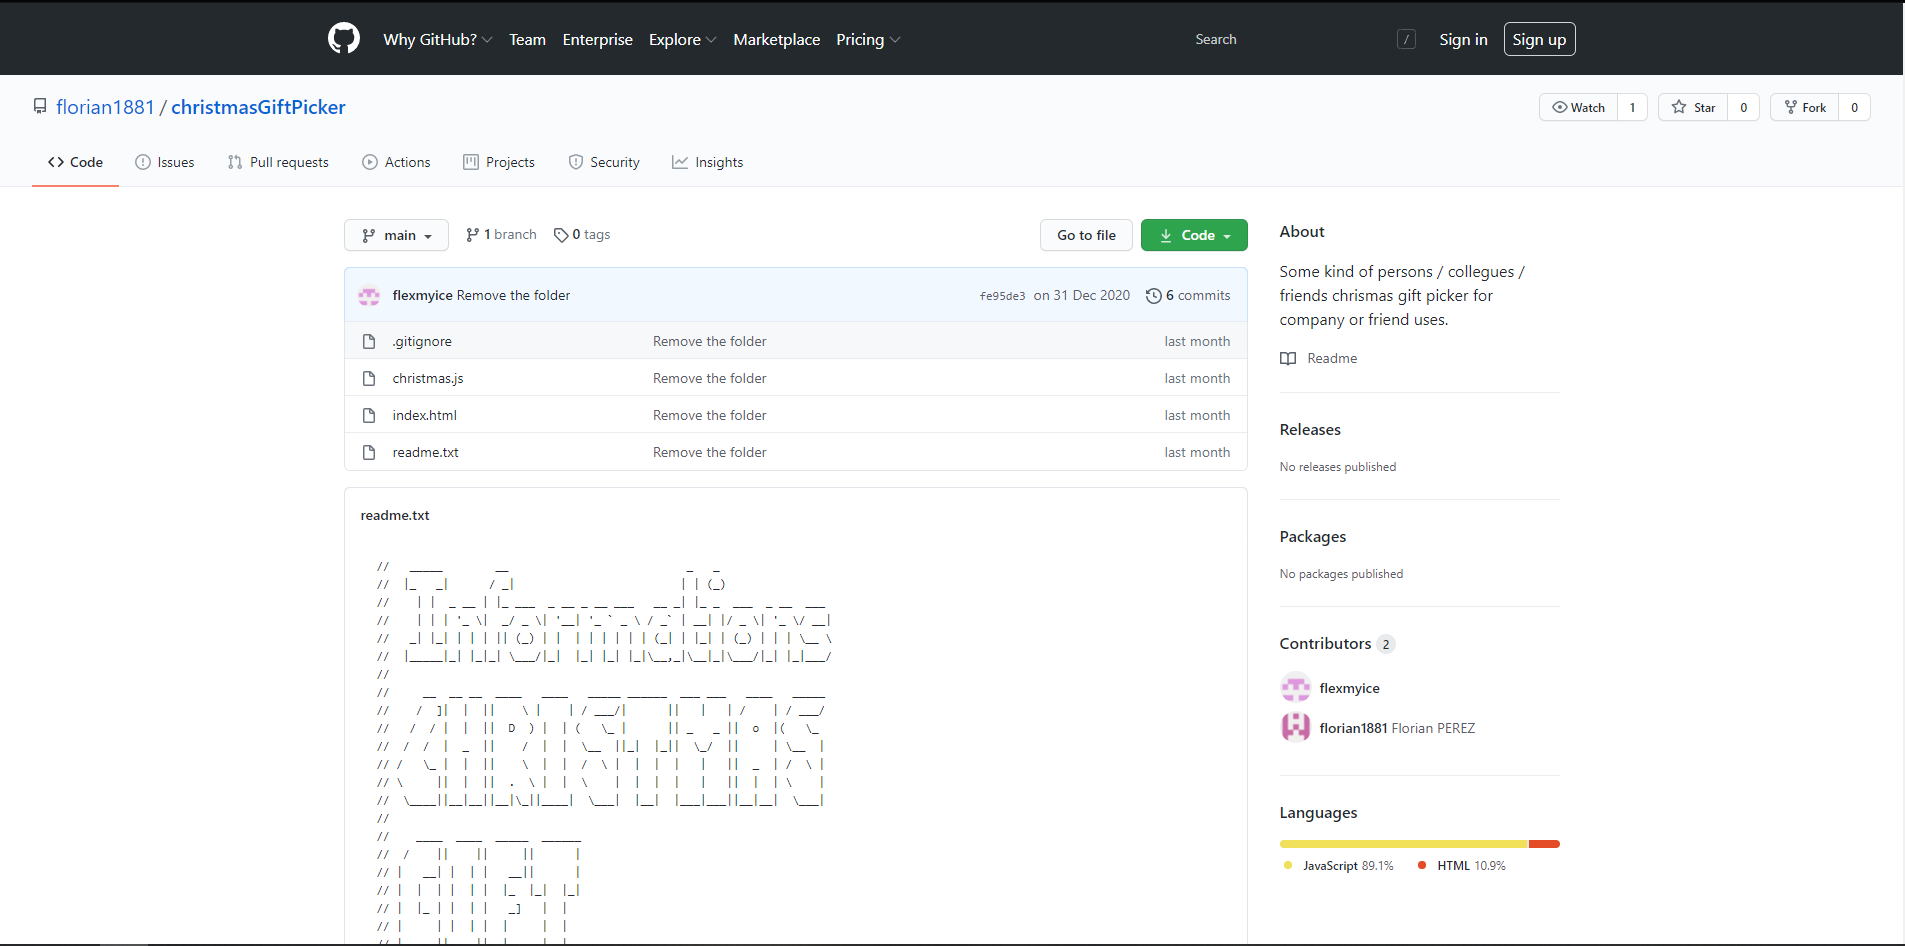 Why GitHub? Team Enterprise Explore Marketplace Pricing Search / Sign in Sign up
florian1881 / christmasGiftPicker Watch 1 Star 0 Fork 0
Code Issues Pull requests Actions Projects Security Insights
main 1 branch 0 tags Go to file Code
flexmyice Remove the folder fe95de3 on 31 Dec 2020 6 commits
.gitignore Remove the folder last month
christmas.js Remove the folder last month
index.html Remove the folder last month
readme.txt Remove the folder last month
readme.txt
Informations
CHRISTMAS
GIFT
About
Some kind of persons / collegues /
friends chrismas gift picker for
company or friend uses.
Readme
Releases
No releases published
Packages
No packages published
Contributors 2
flexmyice
florian1881 Florian PEREZ
Languages
JavaScript 89.1% HTML 10.9%